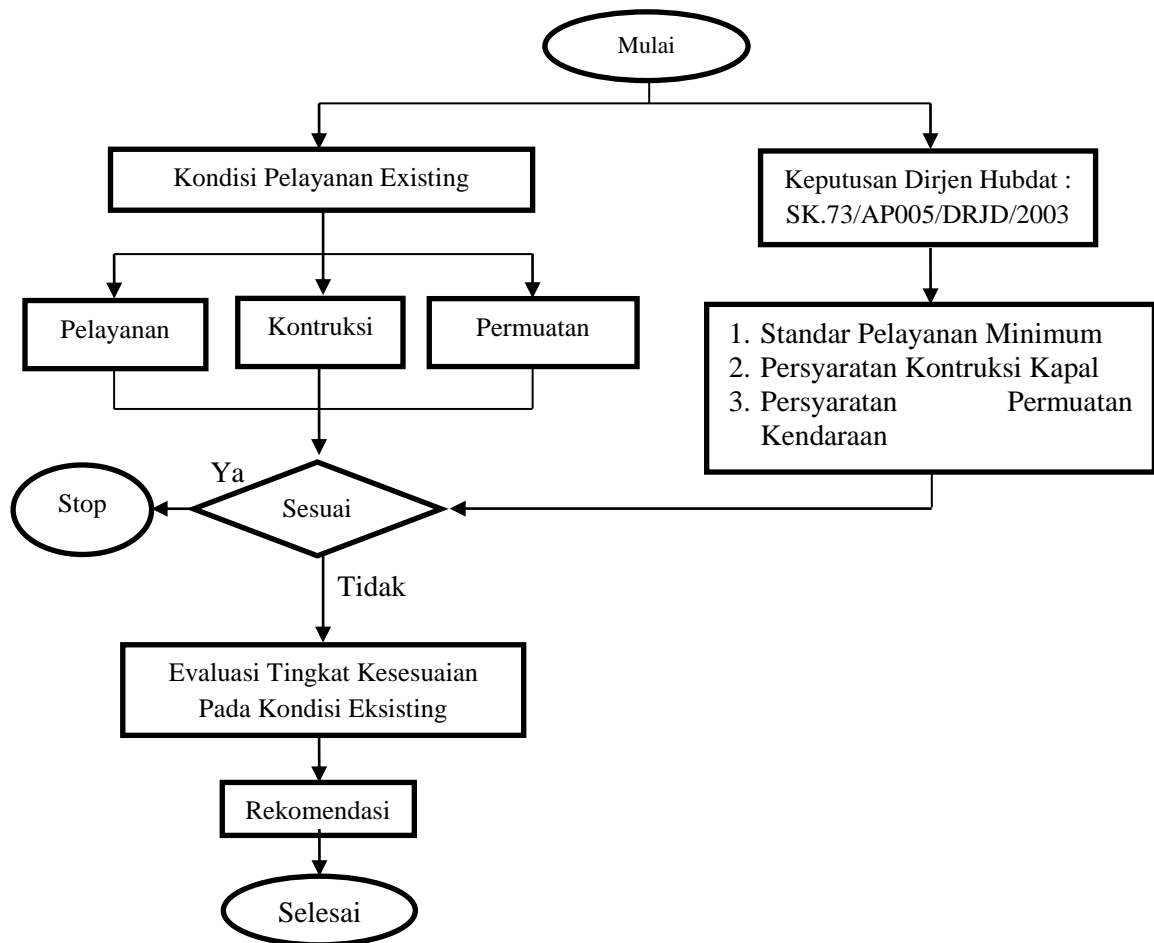 Mulai
Kondisi Pelayanan Existing
Keputusan Dirjen Hubdat :
SK.73/AP005/DRJD/2003
Pelayanan
Kontruksi
Permuatan
1. Standar Pelayanan Minimum
2. Persyaratan Kontruksi Kapal
3. Persyaratan Permuatan
Kendaraan
Ya
Stop
Sesuai
Tidak
Evaluasi Tingkat Kesesuaian
Pada Kondisi Eksisting
Rekomendasi
Selesai